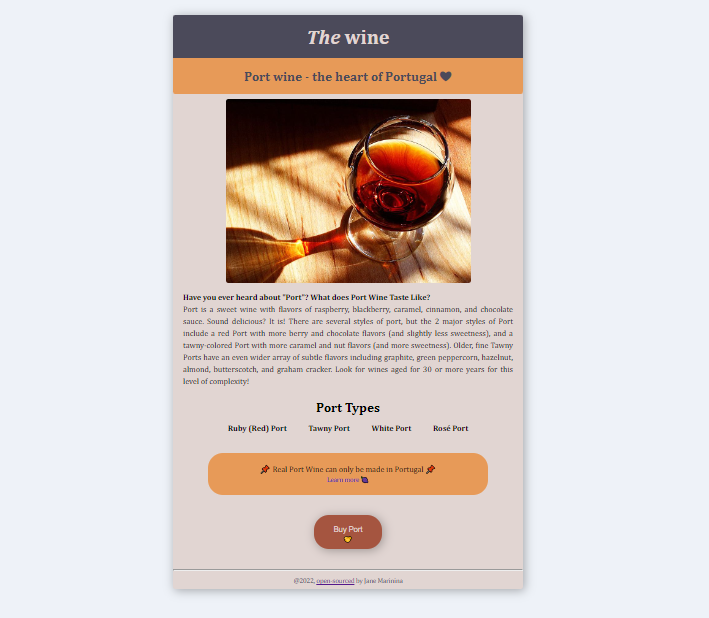 The wine
Port wine - the heart of Portugal 🖤
Have you ever heard about "Port"? What does Port Wine Taste Like?
Port is a sweet wine with flavors of raspberry, blackberry, caramel, cinnamon, and chocolate
sauce. Sound delicious? It is! There are several styles of port, but the 2 major styles of Port
include a red Port with more berry and chocolate flavors (and slightly less sweetness), and a
tawny-colored Port with more caramel and nut flavors (and more sweetness). Older, fine Tawny
Ports have an even wider array of subtle flavors including graphite, green peppercorn, hazelnut,
almond, butterscotch, and graham cracker. Look for wines aged for 30 or more years for this
level of complexity!
Port Types
Ruby (Red) Port Tawny Port White Port Rosé Port
📌 Real Port Wine can only be made in Portugal 📌
Learn more
Buy Port
💛
@2022, open-sourced by Jane Marinina